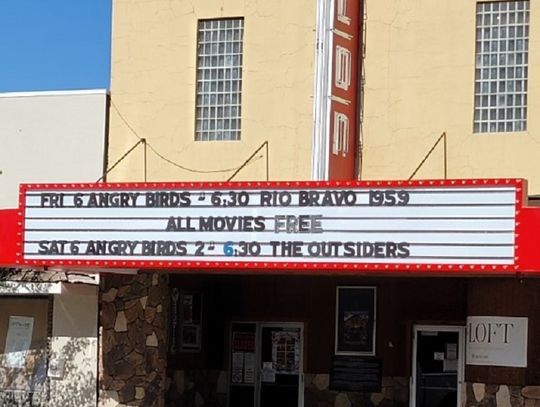 FRI 6 ANGRY BIRDS - 6:30 RIO BRAVO 1959
ALL MOVIES FREE
SAT 6 ANGRY BIRDS 2 - 6:30 THE OUTSIDERS
LOFT